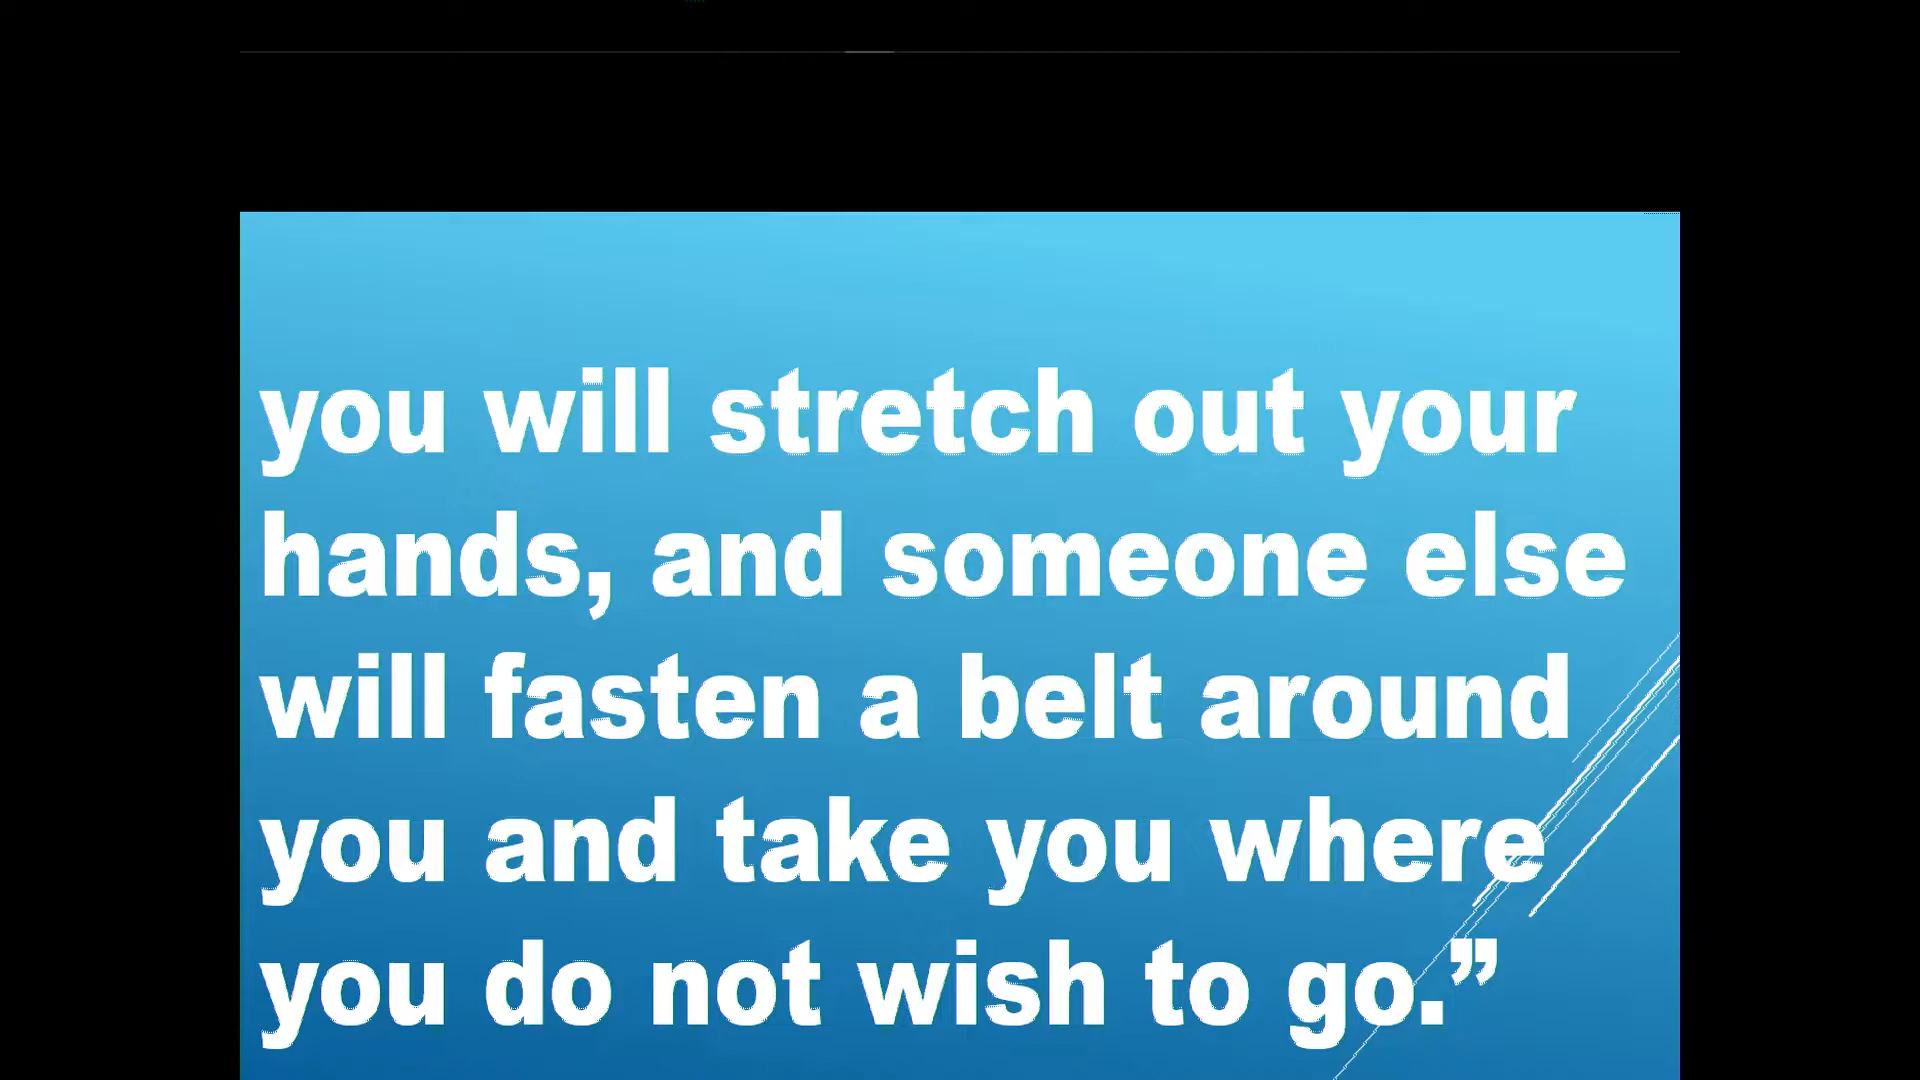 you will stretch out your
hands, and someone else
will fasten a belt around
you and take you where
you do not wish to go.”